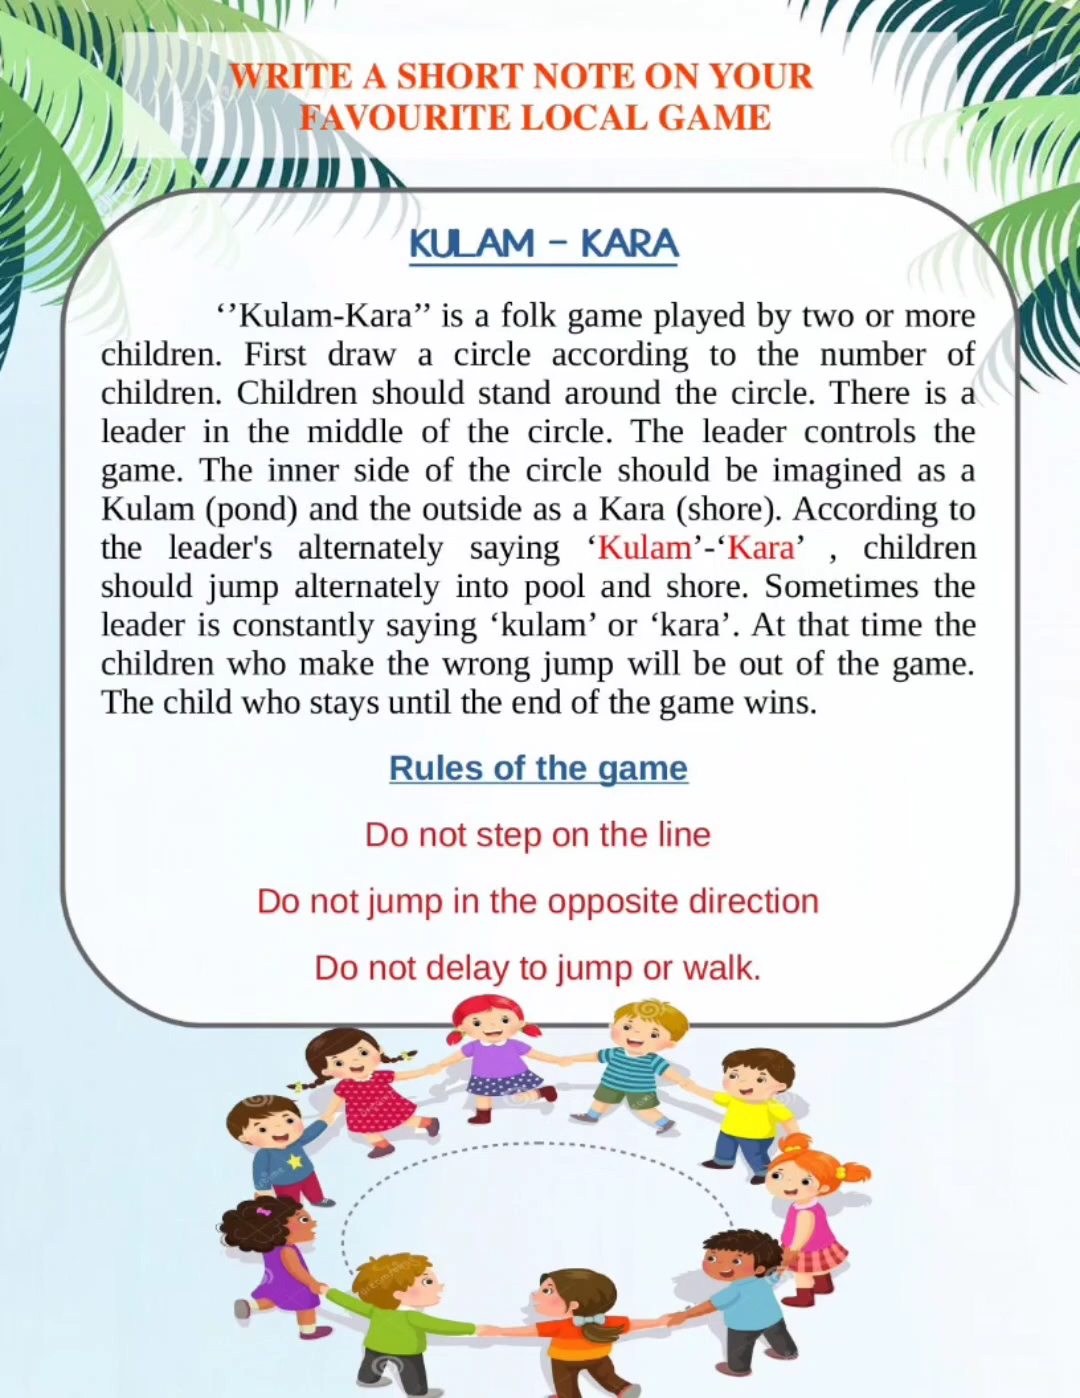 WRITE A SHORT NOTE ON YOUR
FAVOURITE LOCAL GAME
KULAM - KARA
‘’Kulam-Kara’’ is a folk game played by two or more
children. First draw a circle according to the number of
children. Children should stand around the circle. There is a
leader in the middle of the circle. The leader controls the
game. The inner side of the circle should be imagined as a
Kulam (pond) and the outside as a Kara (shore). According to
the leader's alternately saying ‘Kulam’-‘Kara’ , children
should jump alternately into pool and shore. Sometimes the
leader is constantly saying ‘kulam’ or ‘kara’. At that time the
children who make the wrong jump will be out of the game.
The child who stays until the end of the game wins.
Rules of the game
Do not step on the line
Do not jump in the opposite direction
Do not delay to jump or walk.